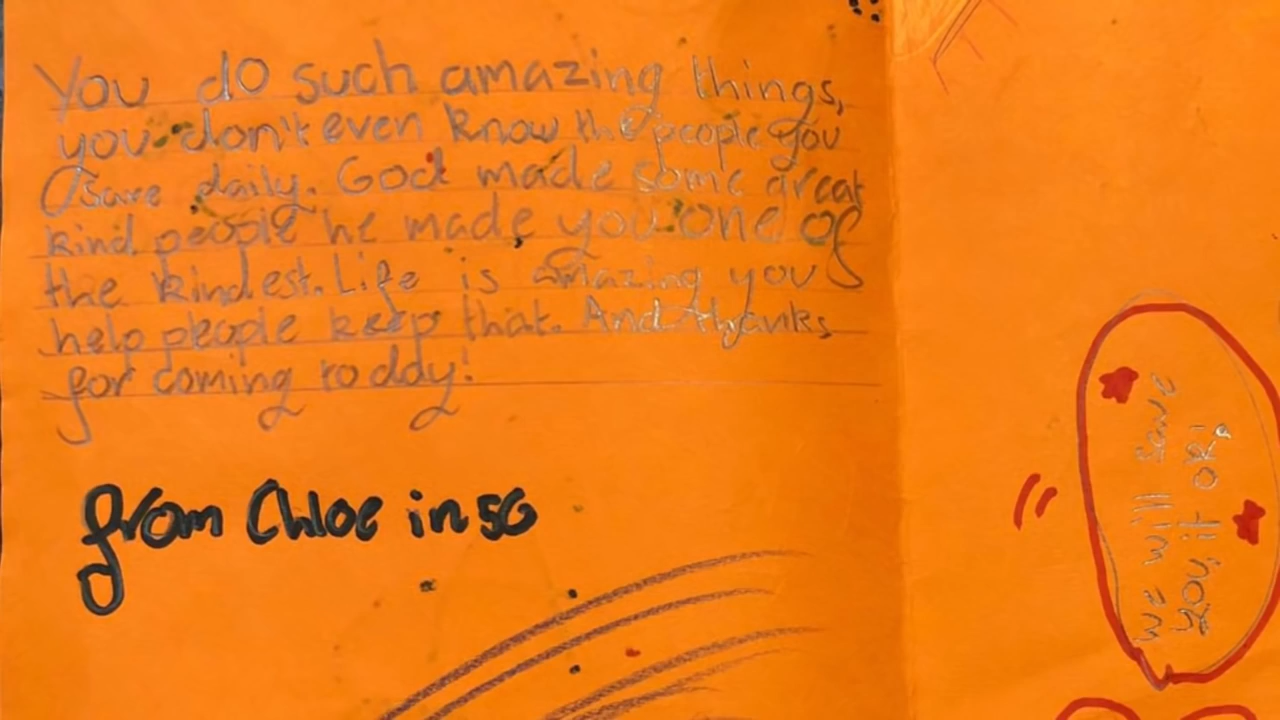 You do such amazing things,
you don't even know the people you
save daily. God made some great
kind people he made you one of
the kindest. Life is amazing you
help people keep that. And thanks
for coming today!
from Chloe in 5G
We will save
you, it ok!